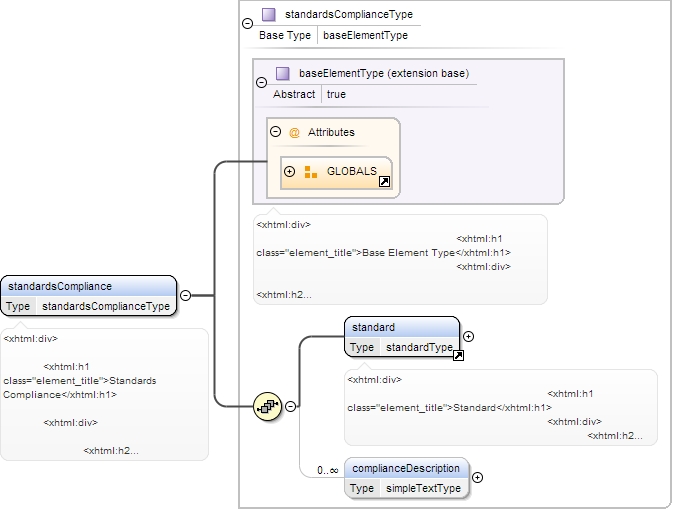 standardsComplianceType
Base Type baseElementType
baseElementType (extension base)
Abstract true
@ Attributes
GLOBALS
<xhtml:div>
<xhtml:h1
class="element_title">Base Element Type</xhtml:h1>
<xhtml:div>
<xhtml:h2...
standardsCompliance
Type standardsComplianceType
<xhtml:div>
<xhtml:h1
class="element_title">Standards
Compliance</xhtml:h1>
<xhtml:div>
<xhtml:h2...
standard
Type standardType
<xhtml:div>
<xhtml:h1
class="element_title">Standard</xhtml:h1>
<xhtml:div>
<xhtml:h2...
0..∞
complianceDescription
Type simpleTextType